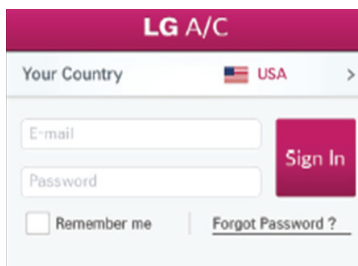 LG A/C
Your Country USA >
E-mail
Sign In
Password
Remember me Forgot Password ?